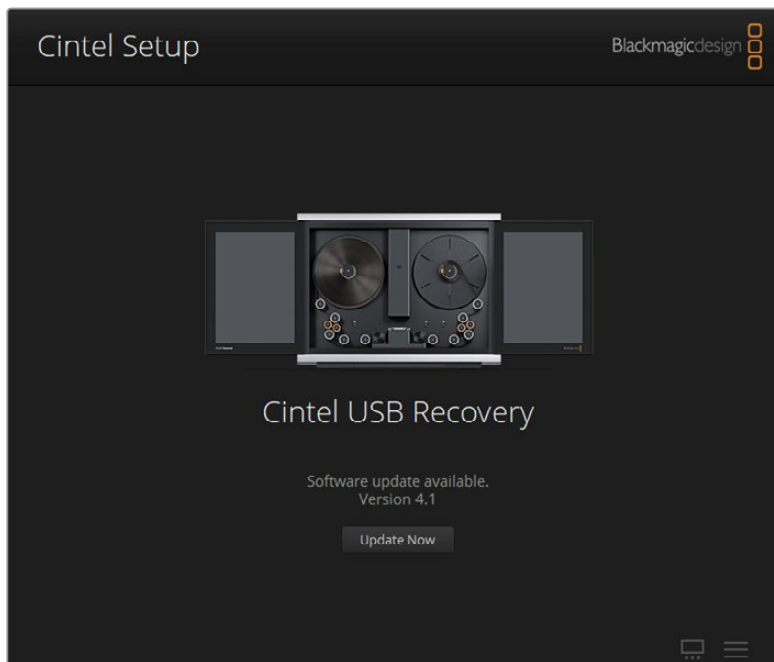 Cintel Setup
Blackmagicdesign
Cintel USB Recovery
Software update available.
Version 4.1
Update Now